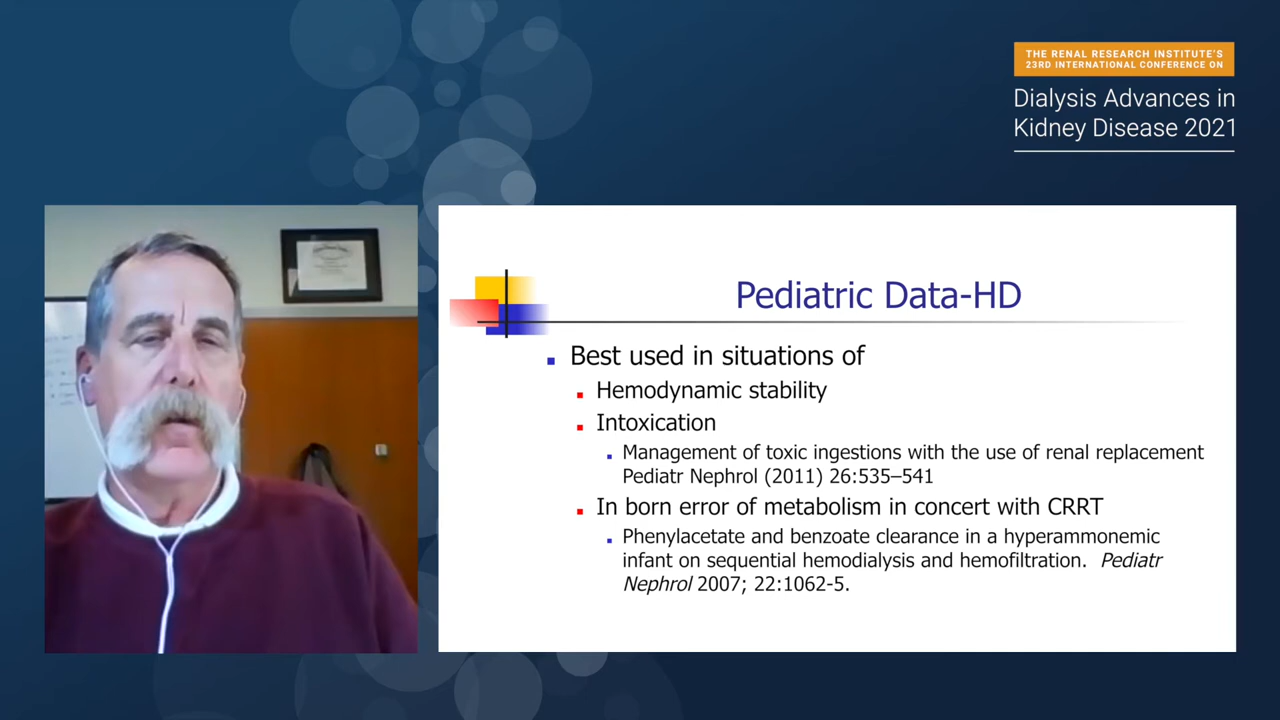 THE RENAL RESEARCH INSTITUTE'S
23RD INTERNATIONAL CONFERENCE ON
Dialysis Advances in
Kidney Disease 2021
Pediatric Data-HD
Best used in situations of
Hemodynamic stability
Intoxication
Management of toxic ingestions with the use of renal replacement
Pediatr Nephrol (2011) 26:535–541
In born error of metabolism in concert with CRRT
Phenylacetate and benzoate clearance in a hyperammonemic
infant on sequential hemodialysis and hemofiltration. Pediatr
Nephrol 2007; 22:1062-5.